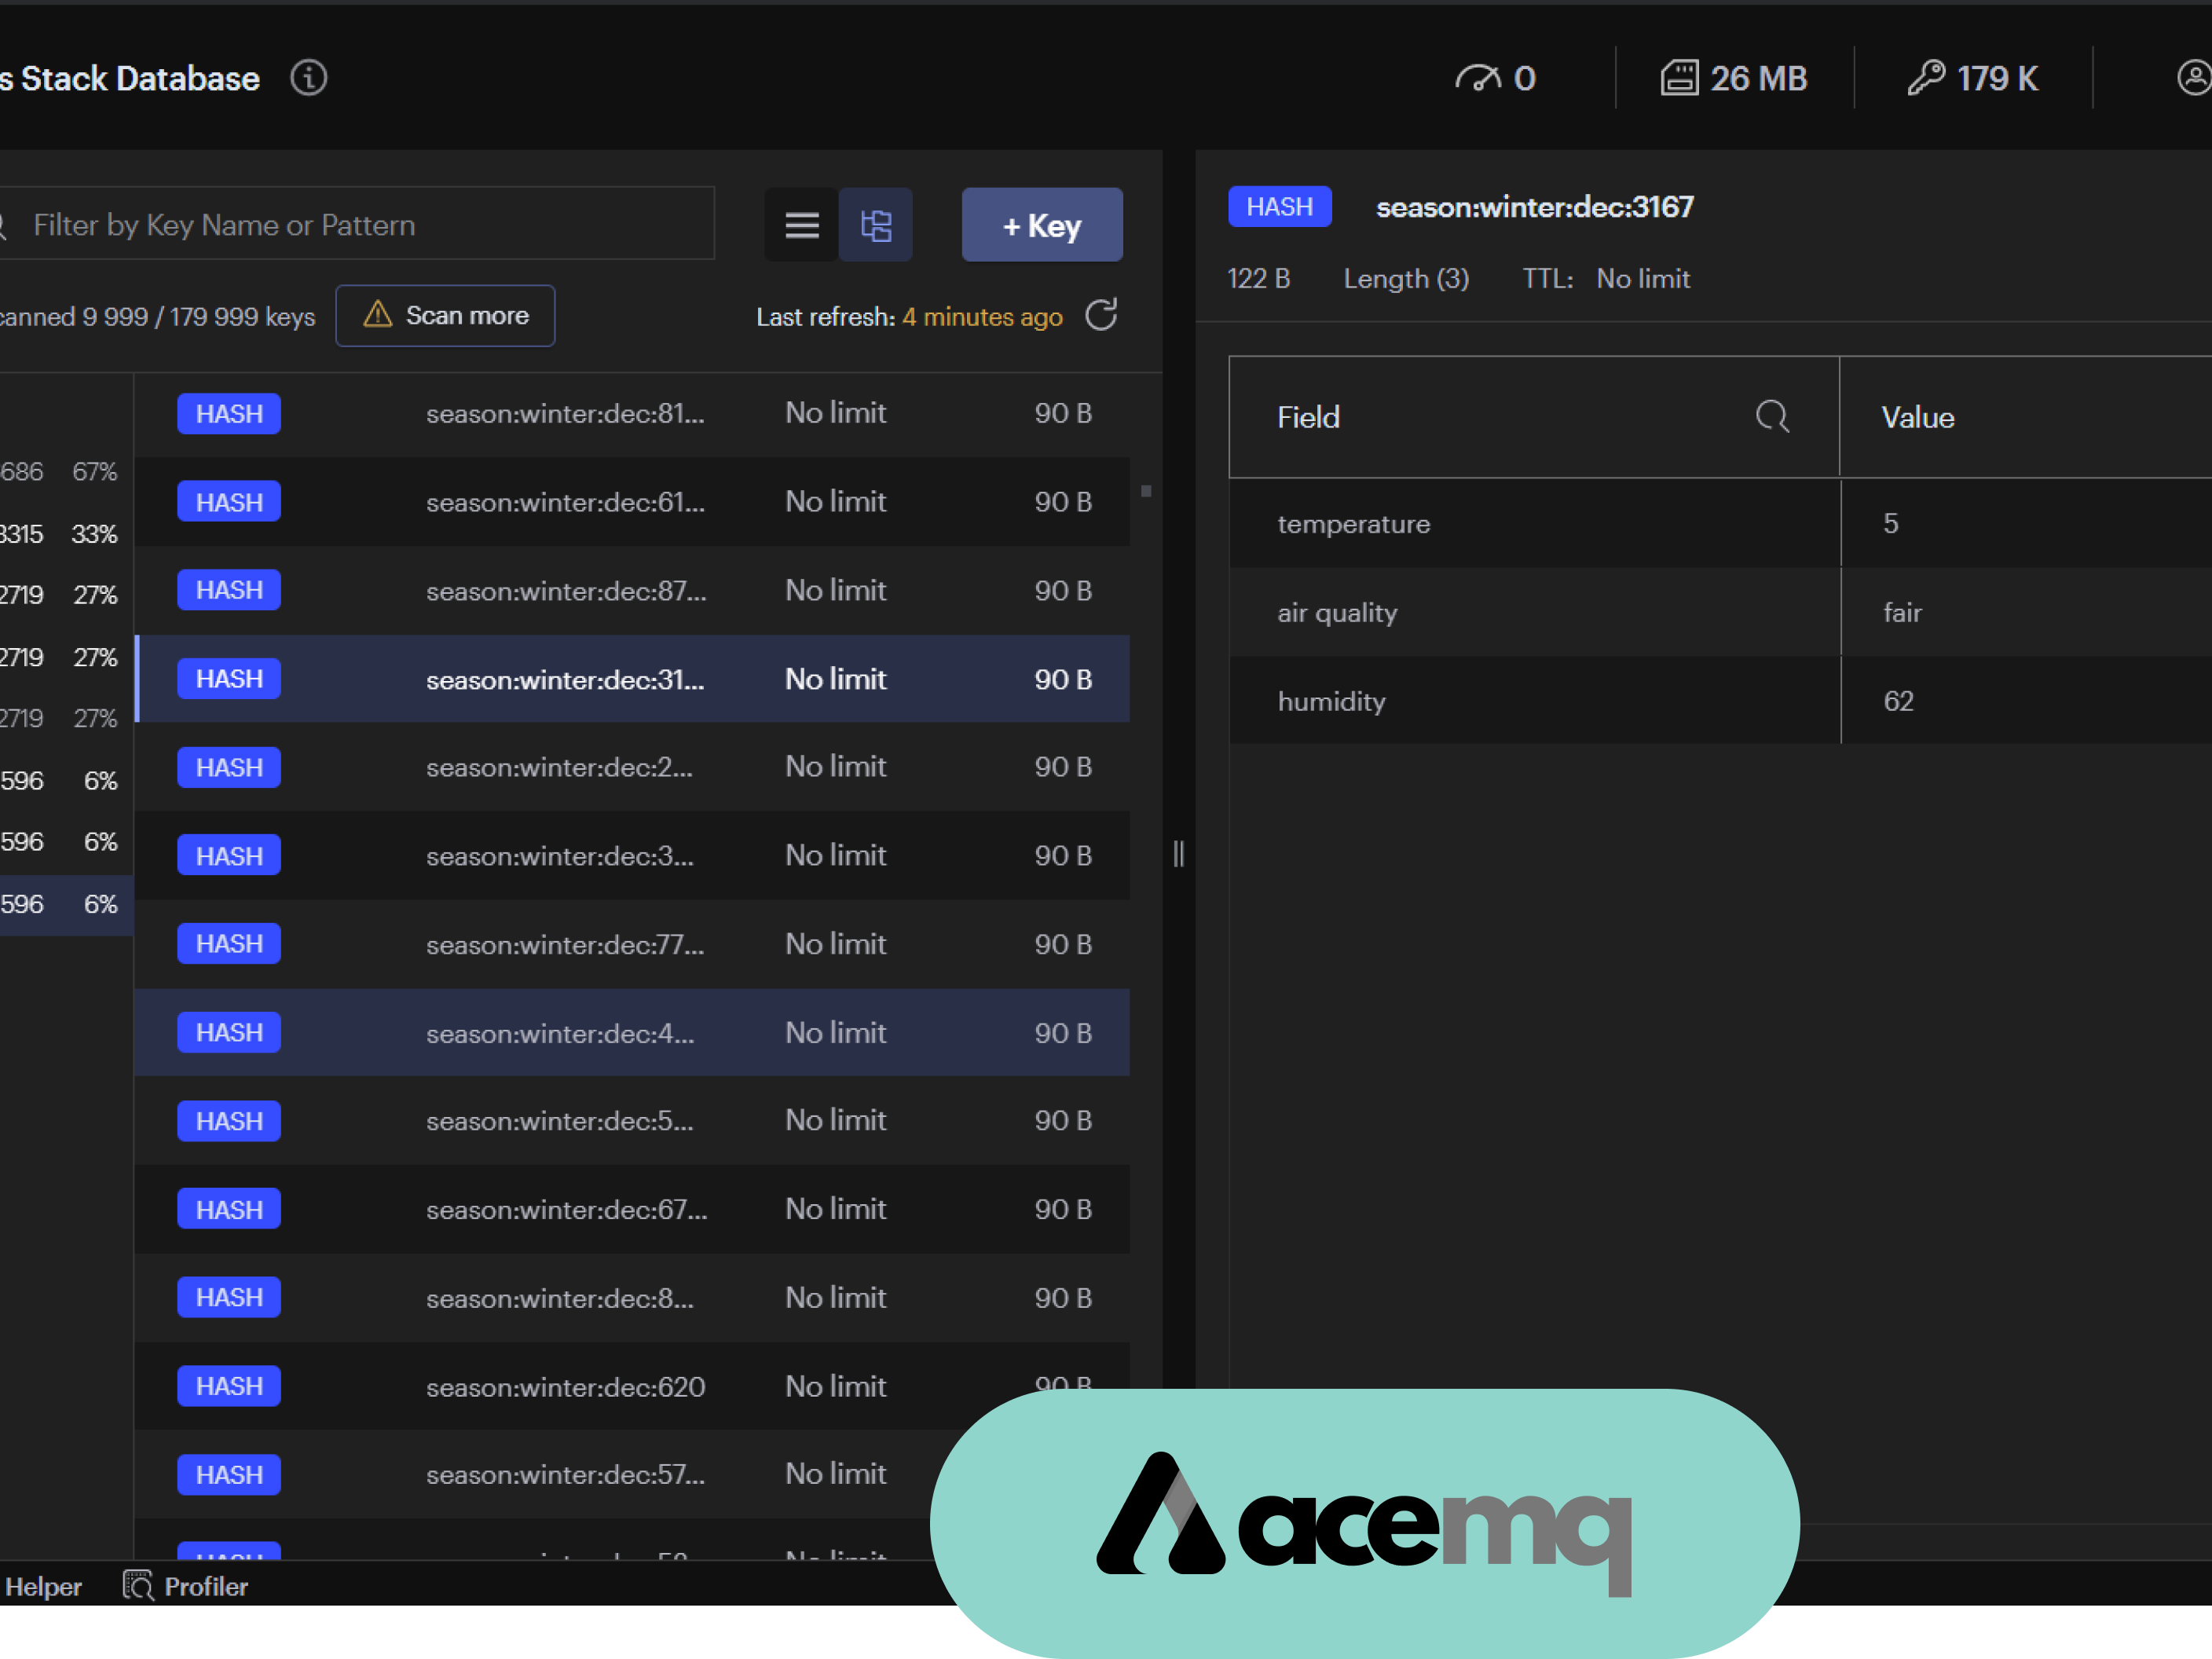 s Stack Database
0
26 MB
179 K
Filter by Key Name or Pattern
+ Key
canned 9 999 / 179 999 keys
Scan more
Last refresh: 4 minutes ago
686 67%
3315 33%
2719 27%
2719 27%
2719 27%
596 6%
596 6%
596 6%
HASH season:winter:dec:81... No limit 90 B
HASH season:winter:dec:61... No limit 90 B
HASH season:winter:dec:87... No limit 90 B
HASH season:winter:dec:31... No limit 90 B
HASH season:winter:dec:2... No limit 90 B
HASH season:winter:dec:3... No limit 90 B
HASH season:winter:dec:77... No limit 90 B
HASH season:winter:dec:4... No limit 90 B
HASH season:winter:dec:5... No limit 90 B
HASH season:winter:dec:67... No limit 90 B
HASH season:winter:dec:8... No limit 90 B
HASH season:winter:dec:620 No limit 90 B
HASH season:winter:dec:57... No limit
HASH season:winter:dec:3167
122 B Length (3) TTL: No limit
Field Value
temperature 5
air quality fair
humidity 62
Helper
Profiler
acemq